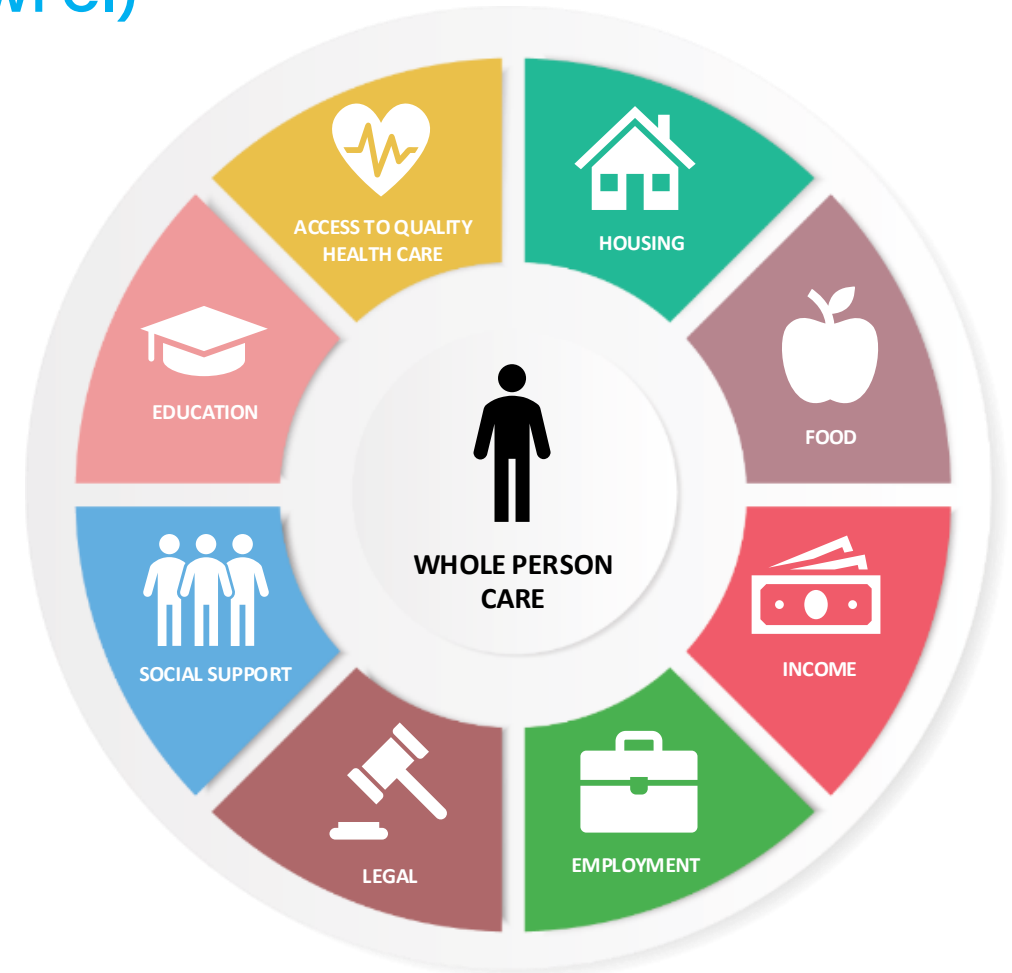 ACCESS TO QUALITY
HEALTH CARE
HOUSING
FOOD
INCOME
EMPLOYMENT
LEGAL
SOCIAL SUPPORT
EDUCATION
WHOLE PERSON
CARE